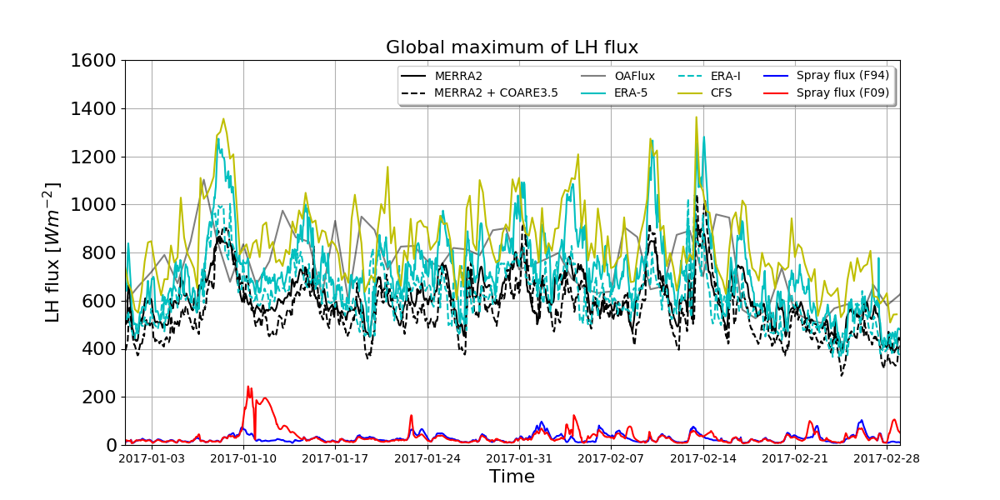 Global maximum of LH flux
MERRA2
MERRA2 + COARE3.5
OAFlux
ERA-5
ERA-I
CFS
Spray flux (F94)
Spray flux (F09)
LH flux [Wm⁻²]
1600
1400
1200
1000
800
600
400
200
0
2017-01-03 2017-01-10 2017-01-17 2017-01-24 2017-01-31 2017-02-07 2017-02-14 2017-02-21 2017-02-28
Time